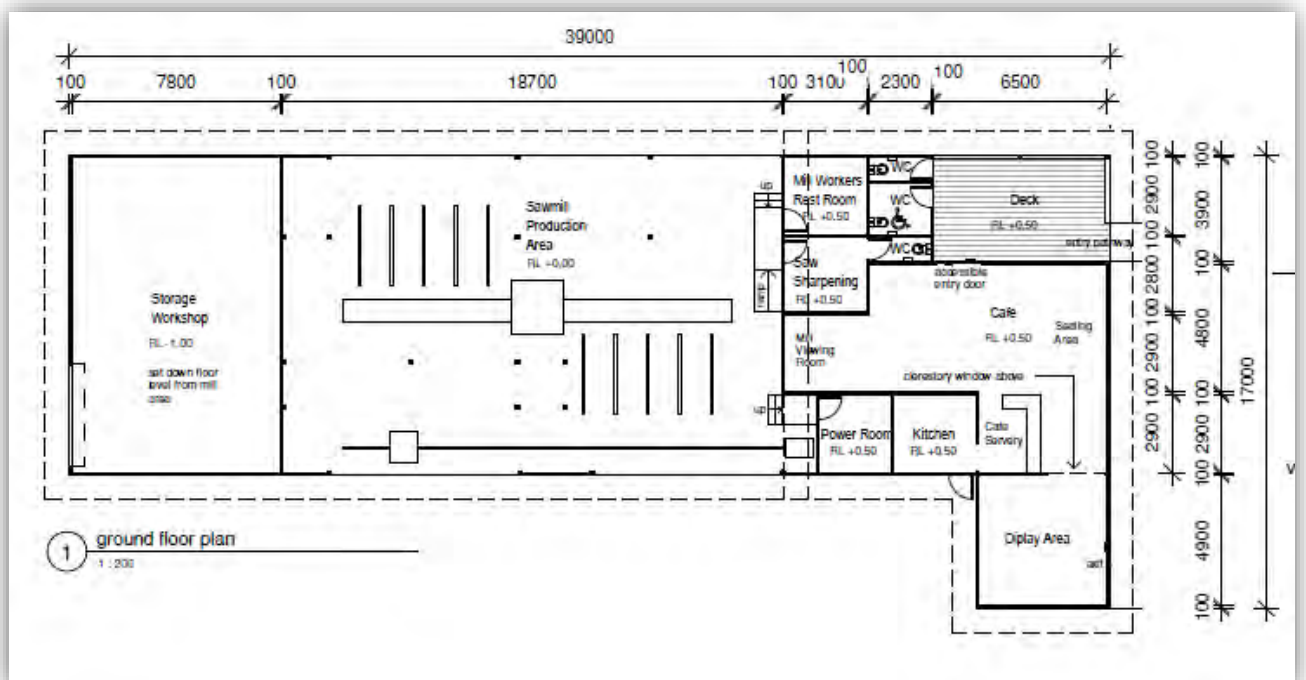 39000
100 7800 100 18700 100 3100 100 2300 100 6500
Mill Workers
Rest Room
RL +0.50
WC
WC
WC
Deck
RL +0.50
entry pathway
up
Sawmill
Production
Area
RL +0.00
Saw
Sharpening
RL +0.50
ramp
accessible
entry door
Storage
Workshop
RL -1.00
set down floor
level from mill
area
Cafe
RL +0.50
Seating
Area
Mill
Viewing
Room
clerestory window above
up
Power Room
RL +0.50
Kitchen
RL +0.50
Cafe
Servery
Diplay Area
100 2900 100 2800 100 2900 100 2900
100 3900 100 4800 100 2900 100 4900 100
17000
1 ground floor plan
1 : 200